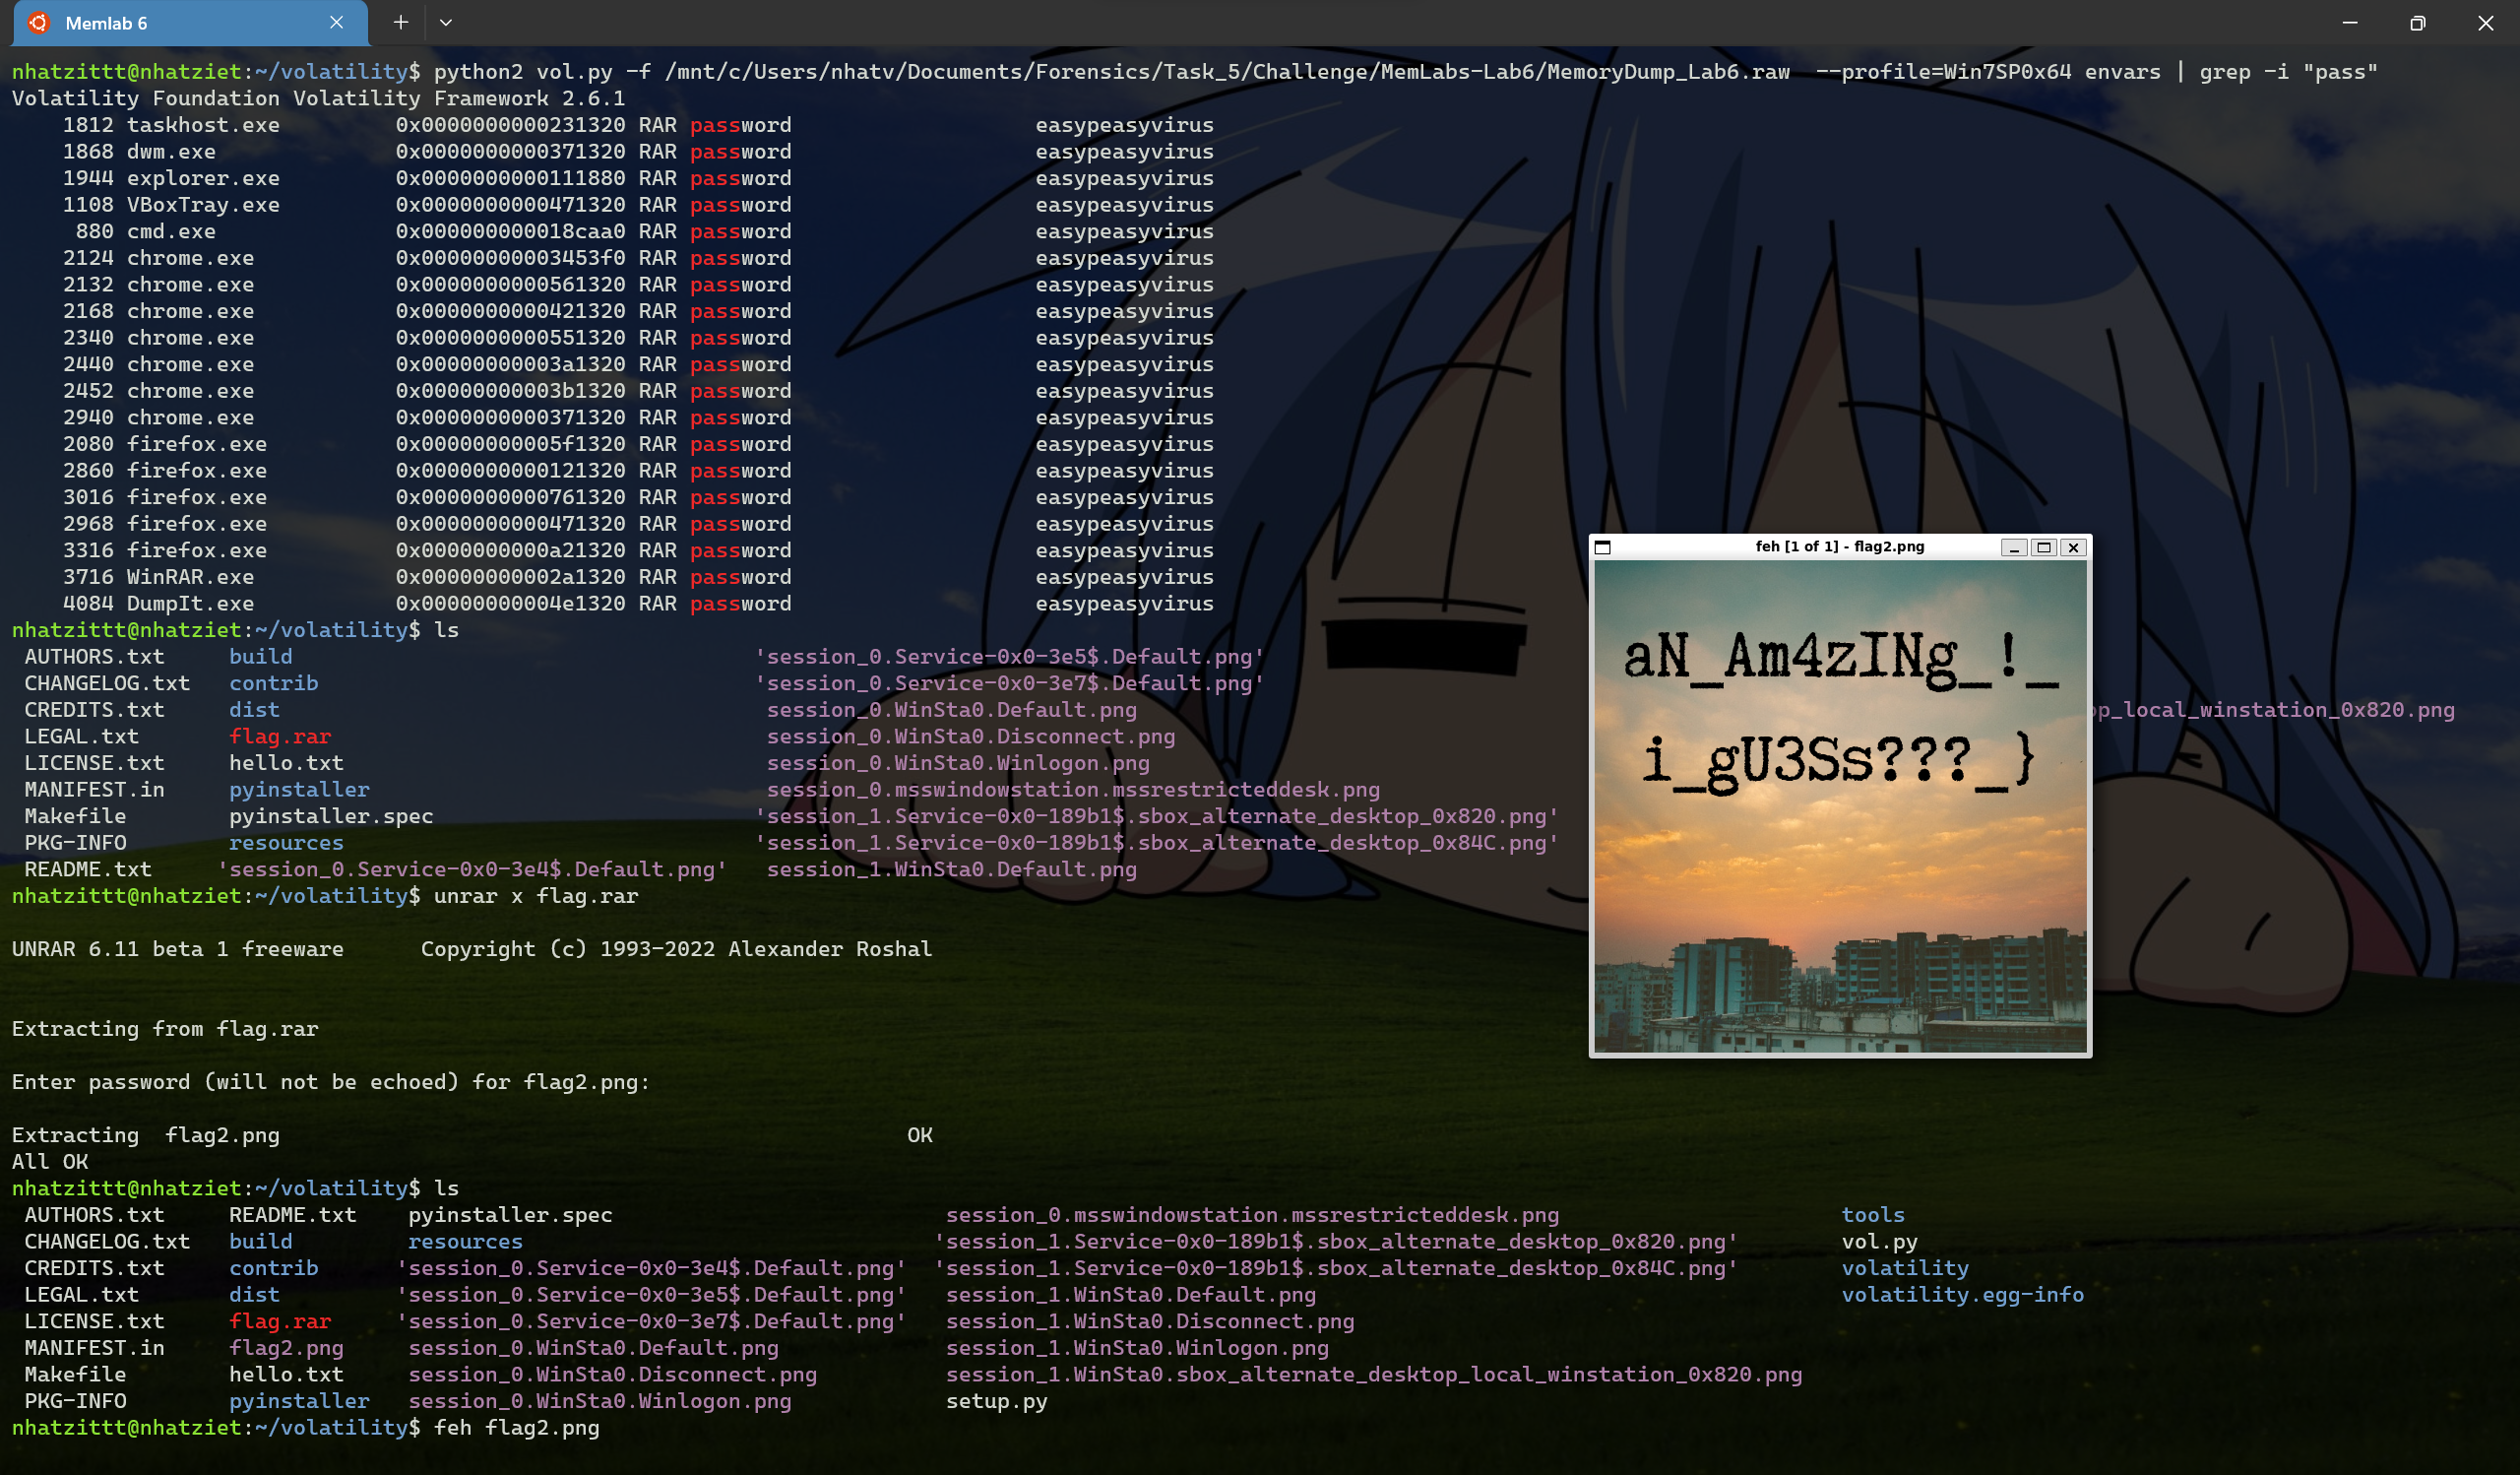 Memlab 6
nhatzittt@nhatziet:~/volatility$ python2 vol.py -f /mnt/c/Users/nhatv/Documents/Forensics/Task_5/Challenge/MemLabs-Lab6/MemoryDump_Lab6.raw  --profile=Win7SP0x64 envars | grep -i "pass"
Volatility Foundation Volatility Framework 2.6.1
1812 taskhost.exe 0x0000000000231320 RAR password easypeasyvirus
1868 dwm.exe 0x0000000000371320 RAR password easypeasyvirus
1944 explorer.exe 0x0000000000111880 RAR password easypeasyvirus
1108 VBoxTray.exe 0x0000000000471320 RAR password easypeasyvirus
880 cmd.exe 0x000000000018caa0 RAR password easypeasyvirus
2124 chrome.exe 0x00000000003453f0 RAR password easypeasyvirus
2132 chrome.exe 0x0000000000561320 RAR password easypeasyvirus
2168 chrome.exe 0x0000000000421320 RAR password easypeasyvirus
2340 chrome.exe 0x0000000000551320 RAR password easypeasyvirus
2440 chrome.exe 0x00000000003a1320 RAR password easypeasyvirus
2452 chrome.exe 0x00000000003b1320 RAR password easypeasyvirus
2940 chrome.exe 0x0000000000371320 RAR password easypeasyvirus
2080 firefox.exe 0x00000000005f1320 RAR password easypeasyvirus
2860 firefox.exe 0x0000000000121320 RAR password easypeasyvirus
3016 firefox.exe 0x0000000000761320 RAR password easypeasyvirus
2968 firefox.exe 0x0000000000471320 RAR password easypeasyvirus
3316 firefox.exe 0x0000000000a21320 RAR password easypeasyvirus
3716 WinRAR.exe 0x00000000002a1320 RAR password easypeasyvirus
4084 DumpIt.exe 0x00000000004e1320 RAR password easypeasyvirus
nhatzittt@nhatziet:~/volatility$ ls
AUTHORS.txt build 'session_0.Service-0x0-3e5$.Default.png'
CHANGELOG.txt contrib 'session_0.Service-0x0-3e7$.Default.png'
CREDITS.txt dist session_0.WinSta0.Default.png p_local_winstation_0x820.png
LEGAL.txt flag.rar session_0.WinSta0.Disconnect.png
LICENSE.txt hello.txt session_0.WinSta0.Winlogon.png
MANIFEST.in pyinstaller session_0.msswindowstation.mssrestricteddesk.png
Makefile pyinstaller.spec 'session_1.Service-0x0-189b1$.sbox_alternate_desktop_0x820.png'
PKG-INFO resources 'session_1.Service-0x0-189b1$.sbox_alternate_desktop_0x84C.png'
README.txt 'session_0.Service-0x0-3e4$.Default.png' session_1.WinSta0.Default.png
nhatzittt@nhatziet:~/volatility$ unrar x flag.rar
UNRAR 6.11 beta 1 freeware      Copyright (c) 1993-2022 Alexander Roshal
Extracting from flag.rar
Enter password (will not be echoed) for flag2.png:
Extracting  flag2.png OK
All OK
nhatzittt@nhatziet:~/volatility$ ls
AUTHORS.txt README.txt pyinstaller.spec session_0.msswindowstation.mssrestricteddesk.png tools
CHANGELOG.txt build resources 'session_1.Service-0x0-189b1$.sbox_alternate_desktop_0x820.png' vol.py
CREDITS.txt contrib 'session_0.Service-0x0-3e4$.Default.png' 'session_1.Service-0x0-189b1$.sbox_alternate_desktop_0x84C.png' volatility
LEGAL.txt dist 'session_0.Service-0x0-3e5$.Default.png' session_1.WinSta0.Default.png volatility.egg-info
LICENSE.txt flag.rar 'session_0.Service-0x0-3e7$.Default.png' session_1.WinSta0.Disconnect.png
MANIFEST.in flag2.png session_0.WinSta0.Default.png session_1.WinSta0.Winlogon.png
Makefile hello.txt session_0.WinSta0.Disconnect.png session_1.WinSta0.sbox_alternate_desktop_local_winstation_0x820.png
PKG-INFO pyinstaller session_0.WinSta0.Winlogon.png setup.py
nhatzittt@nhatziet:~/volatility$ feh flag2.png
feh [1 of 1] - flag2.png
aN_Am4zINg_!_
i_gU3Ss???_}